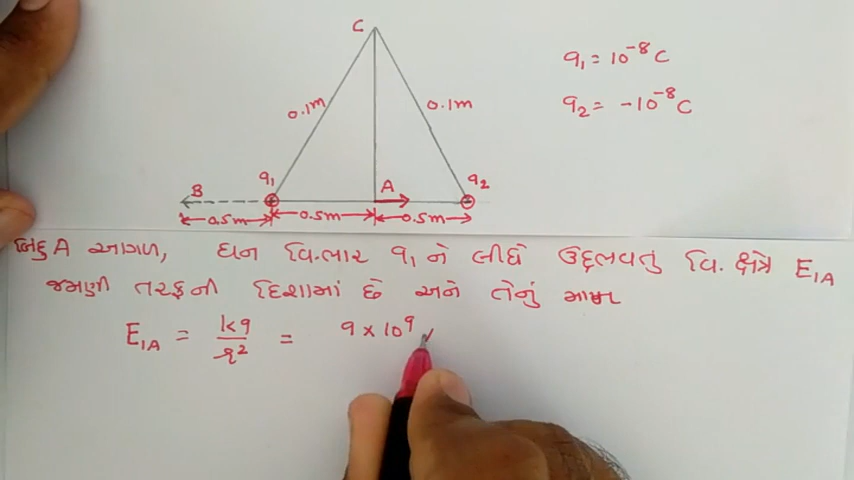 C
q₁ = 10⁻⁸ C
0.1m 0.1m
q₂ = -10⁻⁸ C
B q₁ A q₂
0.5m 0.5m 0.5m
બિંદુ A આગળ, ધન વિ.ભાર q₁ ને લીધે ઉદ્દભવતું વિ. ક્ષેત્ર E₁A
જમણી તરફની દિશામાં છે અને તેનું માન
E₁A = kq/r² = 9 × 10⁹